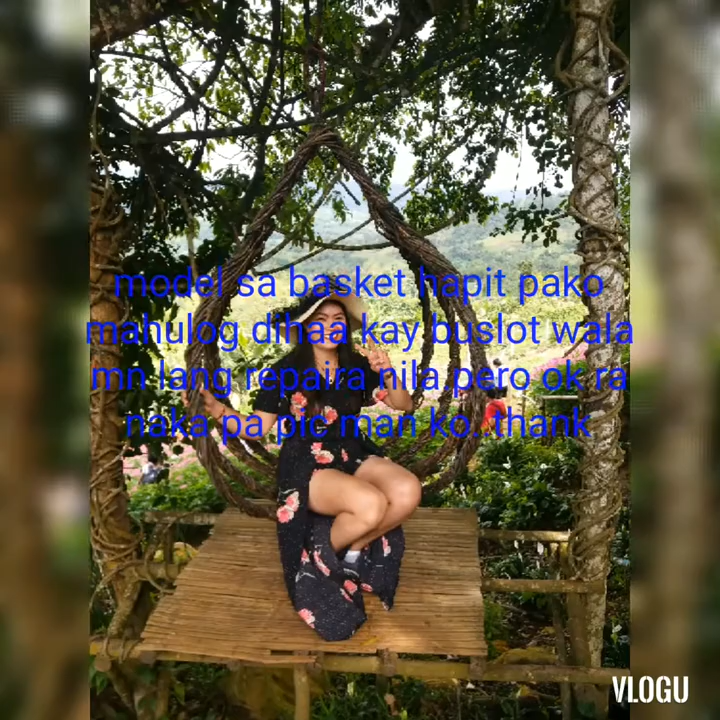 model sa basket hapit pako
mahulog dihaa kay buslot wala
mn lang repaira nila.pero ok ra
naka pa pic man ko..thank
VLOGU